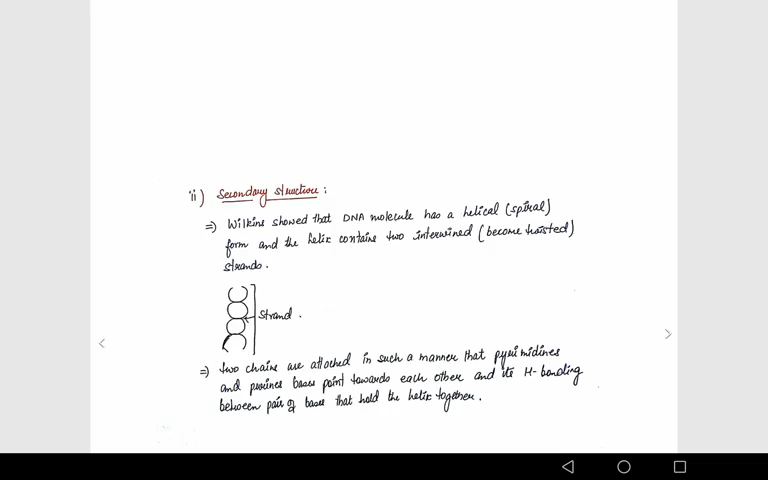 ii) Secondary structure :
⇒ Wilkins showed that DNA molecule has a helical (spiral)
form and the helix contains two interwined (become twisted)
strands.
Strand .
⇒ two chains are attached in such a manner that pyrimidines
and purines bases point towards each other and its H-bonding
between pair of bases that hold the helix together.